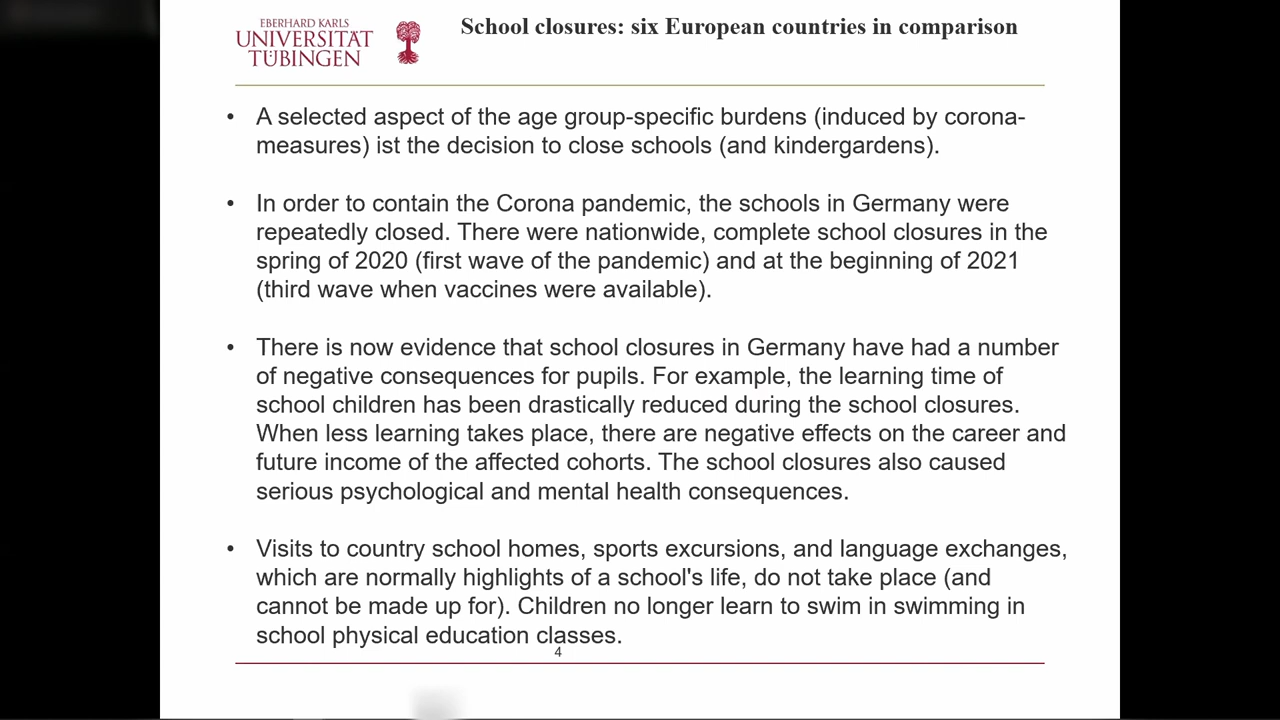 EBERHARD KARLS
UNIVERSITÄT
TÜBINGEN
School closures: six European countries in comparison
• A selected aspect of the age group-specific burdens (induced by corona-
measures) ist the decision to close schools (and kindergardens).
• In order to contain the Corona pandemic, the schools in Germany were
repeatedly closed. There were nationwide, complete school closures in the
spring of 2020 (first wave of the pandemic) and at the beginning of 2021
(third wave when vaccines were available).
• There is now evidence that school closures in Germany have had a number
of negative consequences for pupils. For example, the learning time of
school children has been drastically reduced during the school closures.
When less learning takes place, there are negative effects on the career and
future income of the affected cohorts. The school closures also caused
serious psychological and mental health consequences.
• Visits to country school homes, sports excursions, and language exchanges,
which are normally highlights of a school's life, do not take place (and
cannot be made up for). Children no longer learn to swim in swimming in
school physical education classes.
4